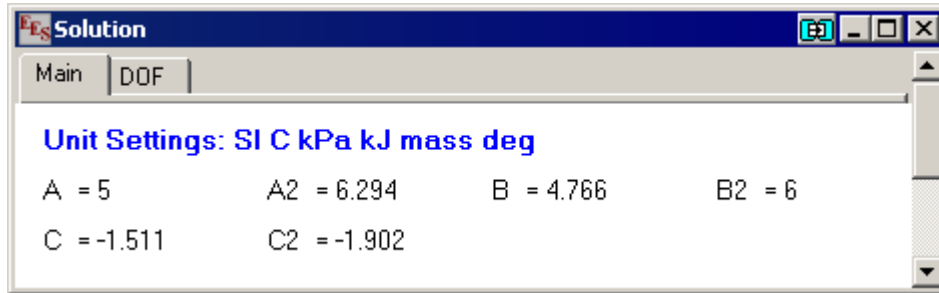 EES Solution
Main DOF
Unit Settings: SI C kPa kJ mass deg
A = 5 A2 = 6.294 B = 4.766 B2 = 6
C = -1.511 C2 = -1.902